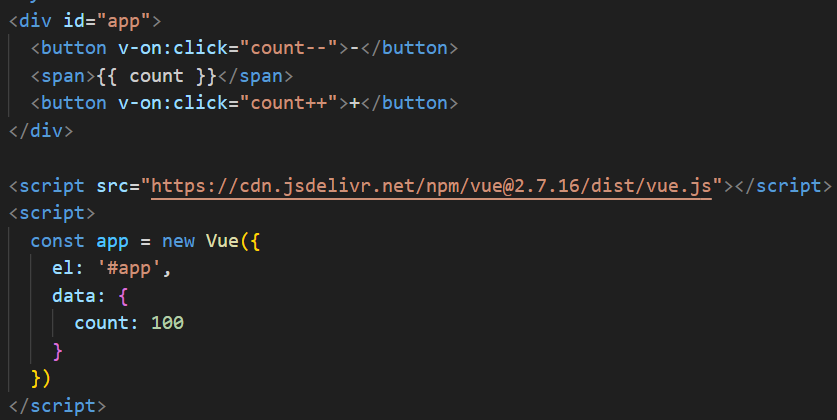 <div id="app">
  <button v-on:click="count--">-</button>
  <span>{{ count }}</span>
  <button v-on:click="count++">+</button>
</div>

<script src="https://cdn.jsdelivr.net/npm/vue@2.7.16/dist/vue.js"></script>
<script>
  const app = new Vue({
    el: '#app',
    data: {
      count: 100
    }
  })
</script>